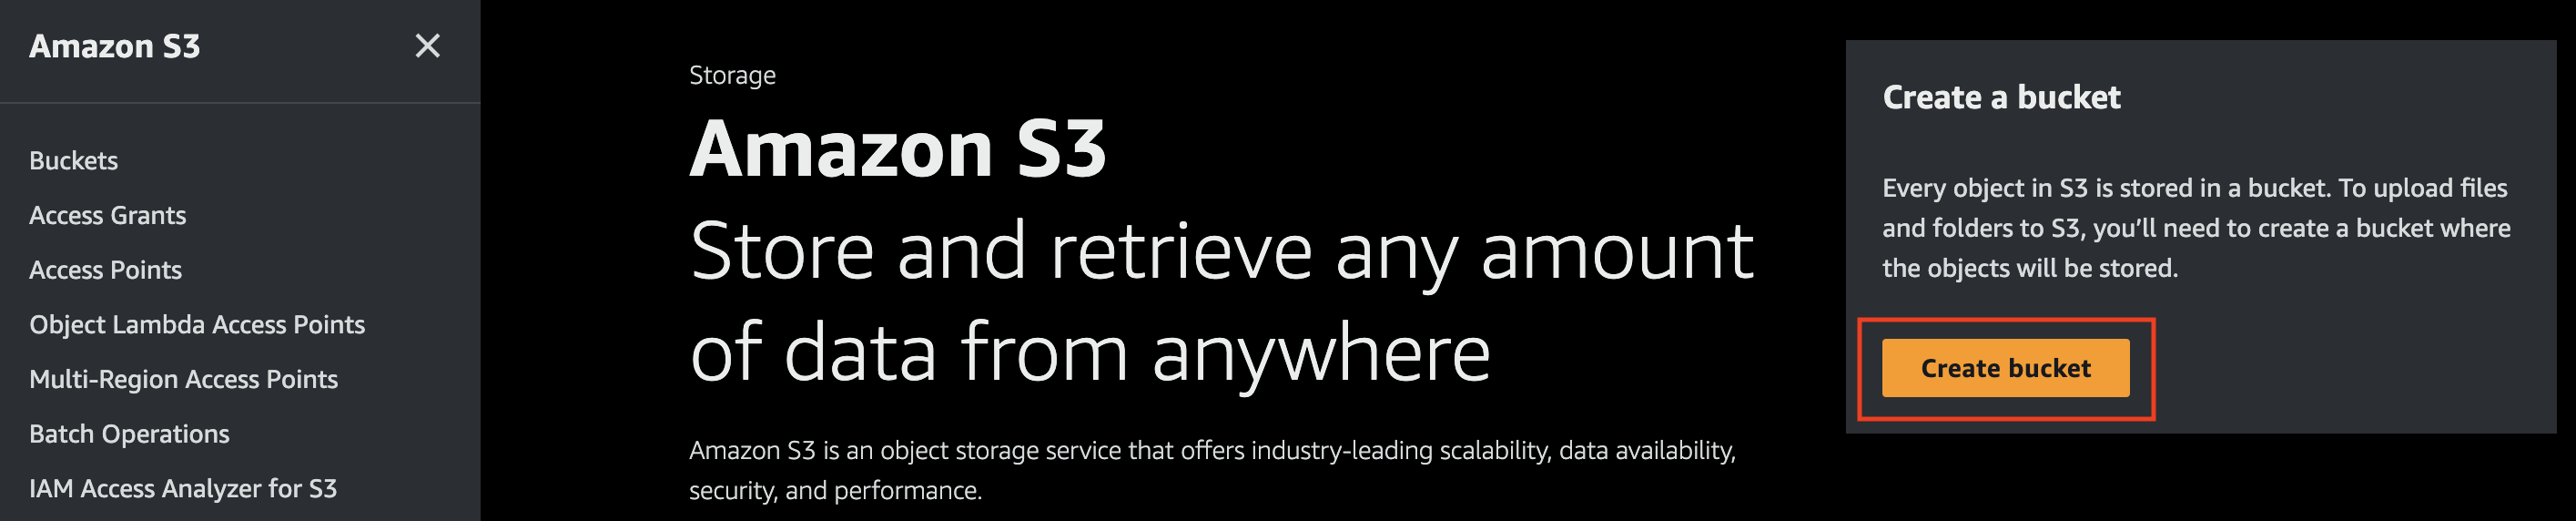 Amazon S3
Buckets
Access Grants
Access Points
Object Lambda Access Points
Multi-Region Access Points
Batch Operations
IAM Access Analyzer for S3
Storage
Amazon S3
Store and retrieve any amount
of data from anywhere
Amazon S3 is an object storage service that offers industry-leading scalability, data availability,
security, and performance.
Create a bucket
Every object in S3 is stored in a bucket. To upload files
and folders to S3, you’ll need to create a bucket where
the objects will be stored.
Create bucket